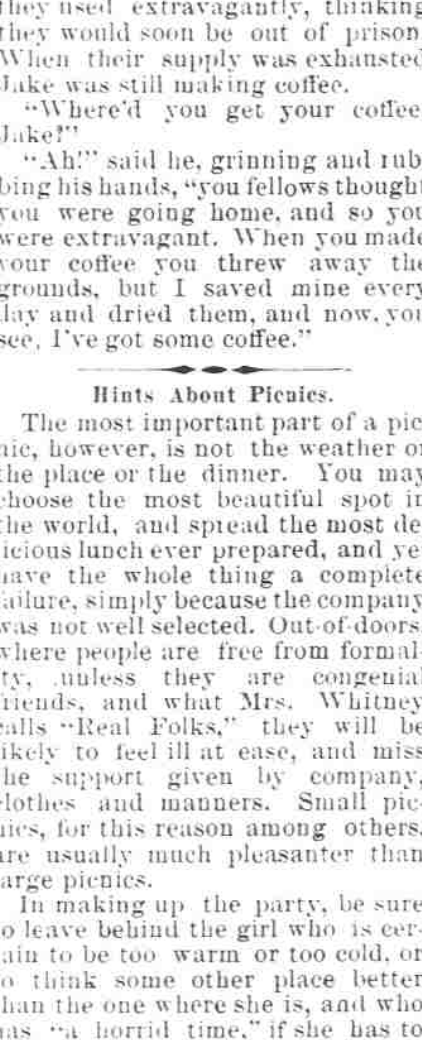 they used extravagantly, thinking
they would soon be out of prison
When their supply was exhausted
Jake was still making coffee.
"Where'd you get your coffee
Jake?"
"Ah!" said he, grinning and rub
bing his hands, "you fellows thought
you were going home, and so you
were extravagant. When you made
your coffee you threw away the
grounds, but I saved mine every
day and dried them, and now, you
see, I've got some coffee."
Hints About Picnics.
The most important part of a pic
nic, however, is not the weather or
the place or the dinner. You may
choose the most beautiful spot in
the world, and spread the most de
licious lunch ever prepared, and yet
have the whole thing a complete
failure, simply because the company
was not well selected. Out-of-doors,
where people are free from formal-
ity, unless they are congenial
friends, and what Mrs. Whitney
calls "Real Folks," they will be
likely to feel ill at ease, and miss
the support given by company,
clothes and manners. Small pic-
nics, for this reason among others,
are usually much pleasanter than
large picnics.
In making up the party, be sure
to leave behind the girl who is cer-
tain to be too warm or too cold, or
to think some other place better
than the one where she is, and who
has "a horrid time," if she has to